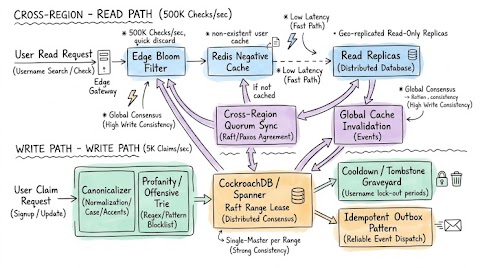 CROSS-REGION - READ PATH (500K Checks/sec)
User Read Request
(Username Search / Check)
Edge
Gateway
* 500K Checks/sec,
quick discard
Edge Bloom
Filter
* Global Consensus
(High Write Consistency)
* non-existent user
cache
Redis Negative
Cache
If not
cached
* Low Latency
(Fast Path)
* Low Latency
(Fast Path)
* Geo-replicated Read-Only Replicas
Read Replicas
(Distributed Database)
* Global Consensus
consistency
(High Write Consistency)
Cross-Region
Quorum Sync
(Raft/Paxos Agreement)
Global Cache
Invalidation
(Events)
WRITE PATH - WRITE PATH (5K Claims/sec)
User Claim
Request
(Signup/Update)
Canonicalizer
(Normalization/
Case/Accents)
Profanity/
Offensive
Trie
(Regex/Pattern
Blocklist)
CockroachDB /
Spanner
Raft Range Lease
(Distributed Consensus)
Single-Master per Range
(Strong Consistency)
Cooldown / Tombstone
Graveyard
(Username lock-out periods)
Idempotent Outbox
Pattern
(Reliable Event Dispatch)